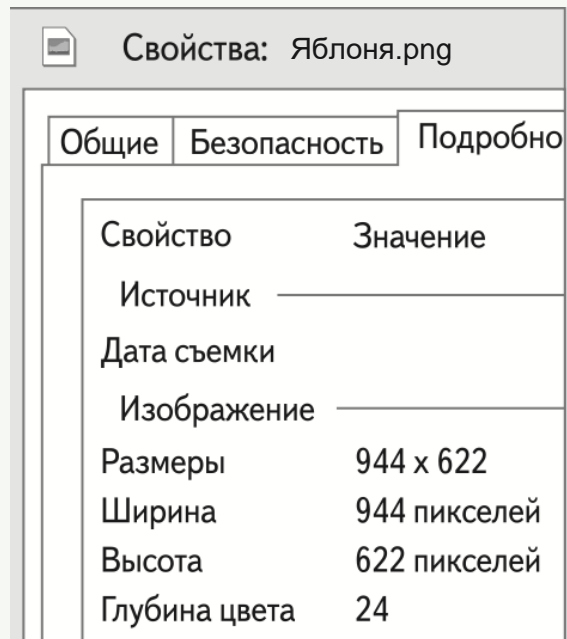 Свойства: Яблоня.png
Общие Безопасность Подробно
Свойство Значение
Источник
Дата съемки
Изображение
Размеры 944 x 622
Ширина 944 пикселей
Высота 622 пикселей
Глубина цвета 24